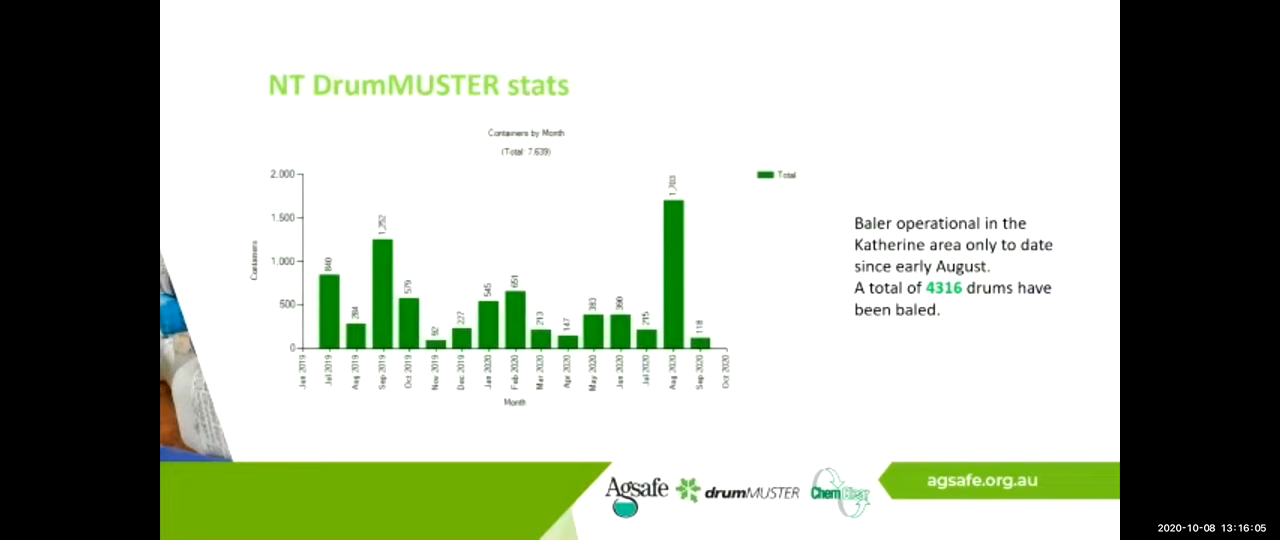 NT DrumMUSTER stats
Containers by Month
(Total: 7,639)
Total
2,000
1,500
1,000
500
0
Containers
840
284
1,252
579
92
227
545
651
213
147
383
390
215
1,703
118
Jun 2019
Jul 2019
Aug 2019
Sep 2019
Oct 2019
Nov 2019
Dec 2019
Jan 2020
Feb 2020
Mar 2020
Apr 2020
May 2020
Jun 2020
Jul 2020
Aug 2020
Sep 2020
Oct 2020
Month
Baler operational in the
Katherine area only to date
since early August.
A total of 4316 drums have
been baled.
Agsafe
drumMUSTER
ChemClear
agsafe.org.au
2020-10-08 13:16:05